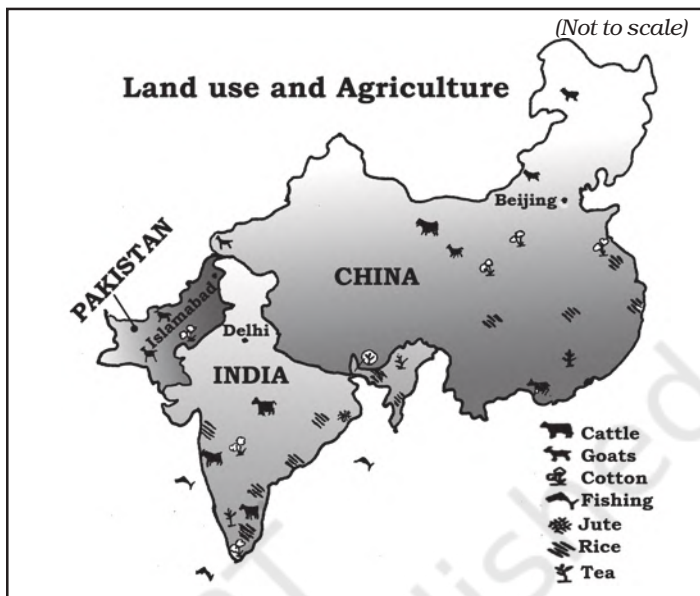 (Not to scale)
Land use and Agriculture
Beijing
PAKISTAN
Islamabad
CHINA
Delhi
INDIA
Cattle
Goats
Cotton
Fishing
Jute
Rice
Tea